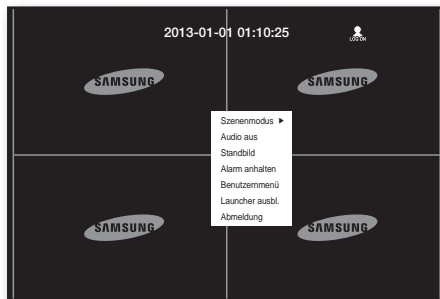 2013-01-01 01:10:25
LOG ON
SAMSUNG
SAMSUNG
Szenenmodus ▶
Audio aus
Standbild
Alarm anhalten
Benutzernmenü
Launcher ausbl.
Abmeldung
SAMSUNG
SAMSUNG